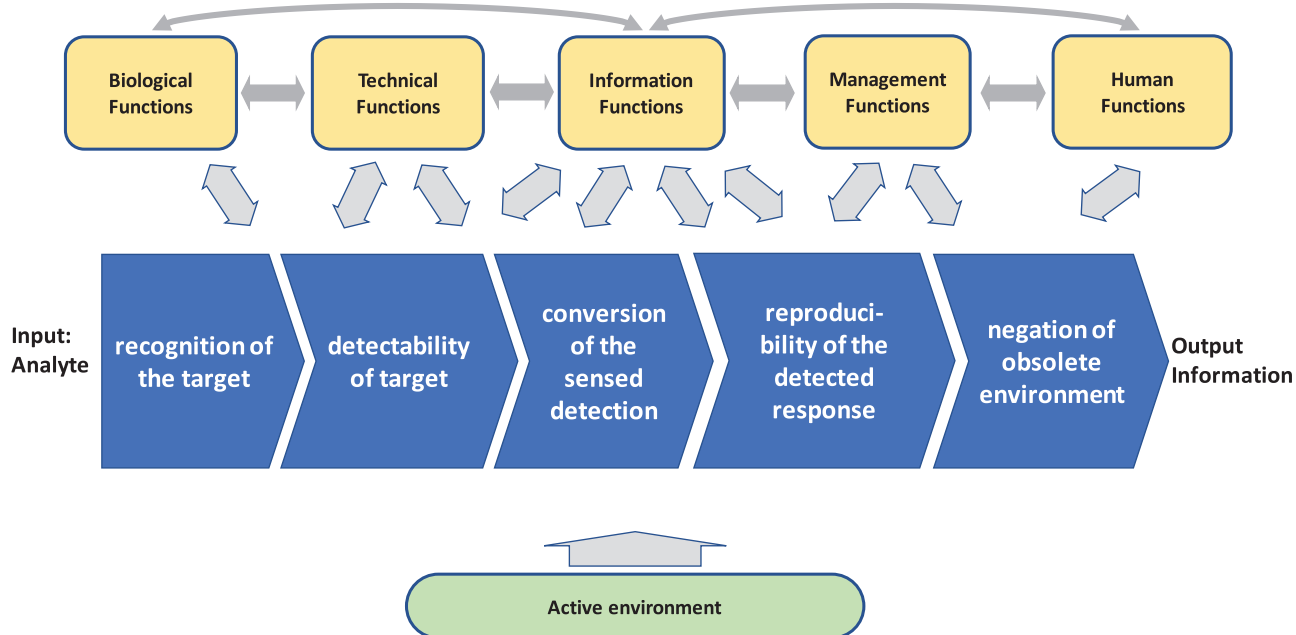 Biological
Functions
Technical
Functions
Information
Functions
Management
Functions
Human
Functions
Input:
Analyte
recognition of
the target
detectability
of target
conversion
of the
sensed
detection
reproduci-
bility of the
detected
response
negation of
obsolete
environment
Output
Information
Active environment